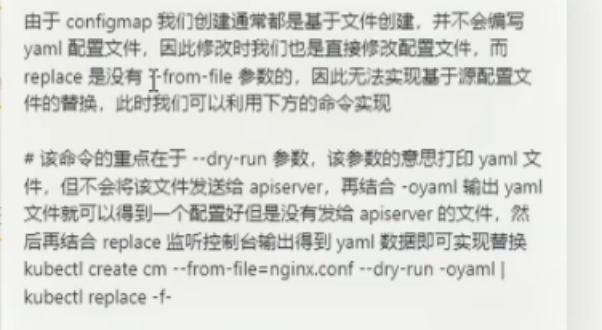 由于 configmap 我们创建通常都是基于文件创建，并不会编写
yaml 配置文件，因此修改时我们也是直接修改配置文件，而
replace 是没有 --from-file 参数的，因此无法实现基于源配置文
件的替换，此时我们可以利用下方的命令实现
# 该命令的重点在于 --dry-run 参数，该参数的意思打印 yaml 文
件，但不会将该文件发送给 apiserver，再结合 -oyaml 输出 yaml
文件就可以得到一个配置好但是没有发给 apiserver 的文件，然
后再结合 replace 监听控制台输出得到 yaml 数据即可实现替换
kubectl create cm --from-file=nginx.conf --dry-run -oyaml |
kubectl replace -f-